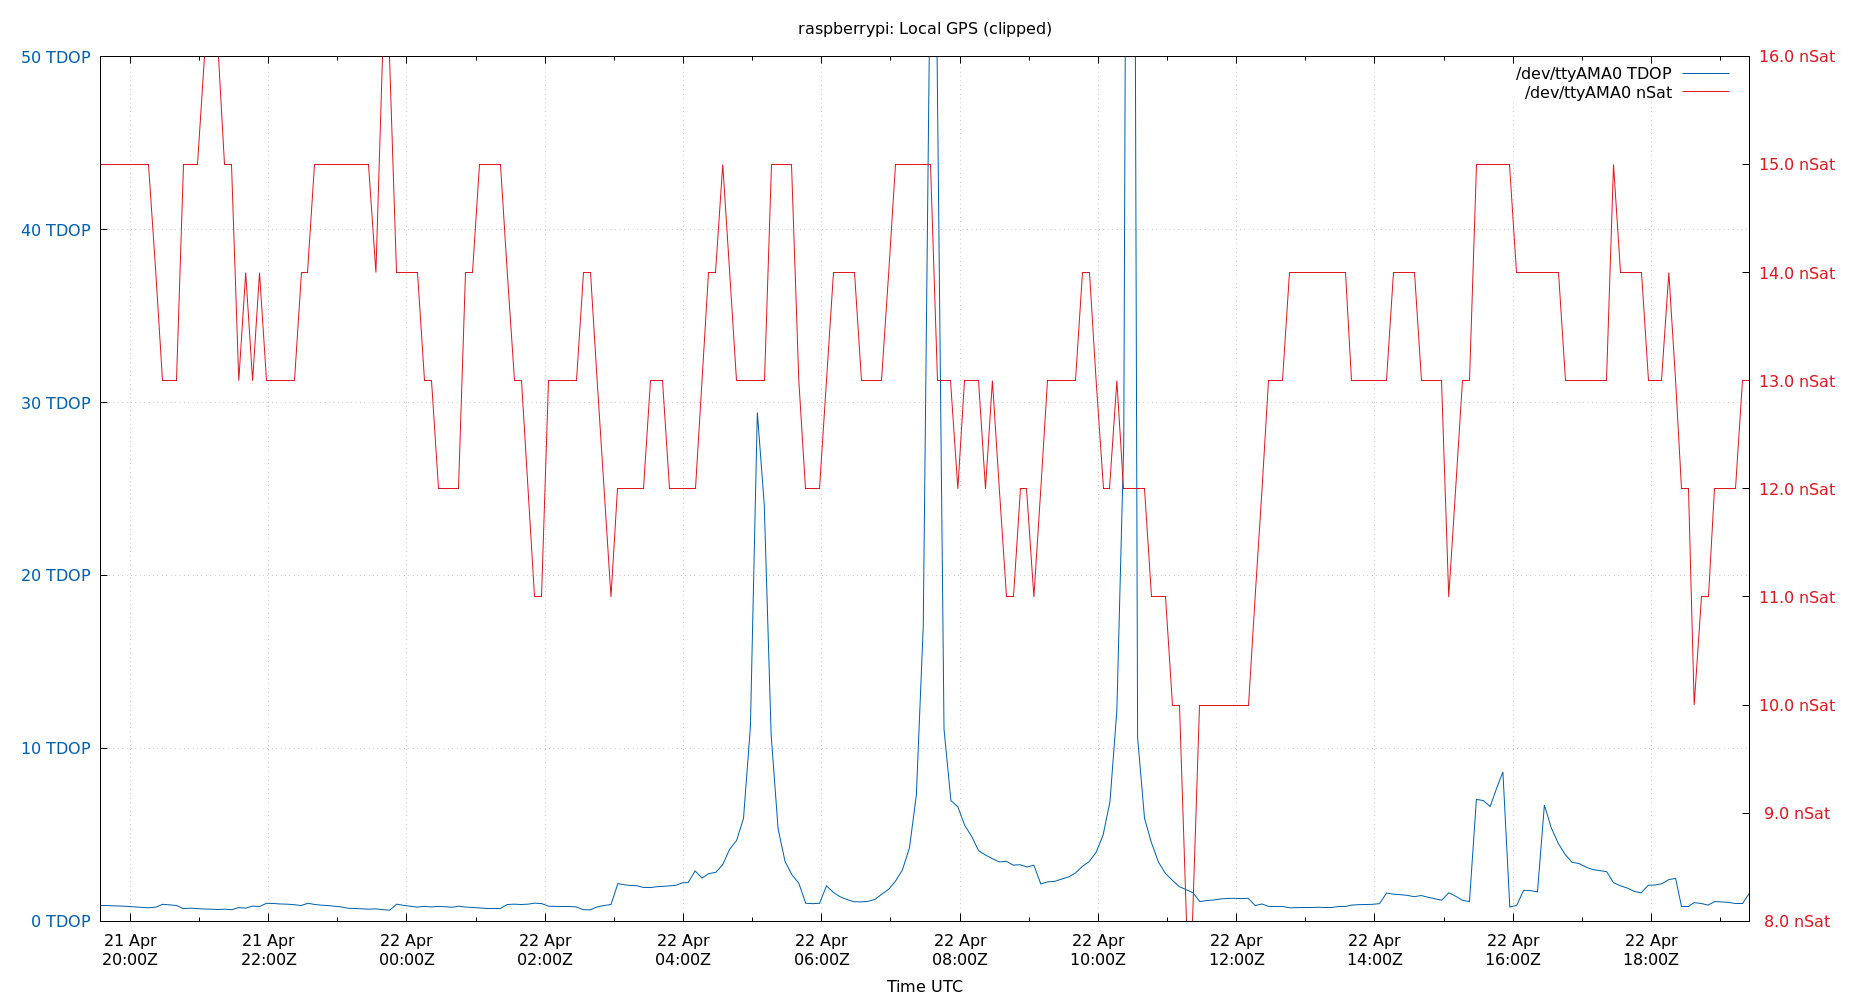 raspberrypi: Local GPS (clipped)
50 TDOP
40 TDOP
30 TDOP
20 TDOP
10 TDOP
0 TDOP
/dev/ttyAMA0 TDOP
/dev/ttyAMA0 nSat
16.0 nSat
15.0 nSat
14.0 nSat
13.0 nSat
12.0 nSat
11.0 nSat
10.0 nSat
9.0 nSat
8.0 nSat
21 Apr
20:00Z
21 Apr
22:00Z
22 Apr
00:00Z
22 Apr
02:00Z
22 Apr
04:00Z
22 Apr
06:00Z
22 Apr
08:00Z
22 Apr
10:00Z
22 Apr
12:00Z
22 Apr
14:00Z
22 Apr
16:00Z
22 Apr
18:00Z
Time UTC